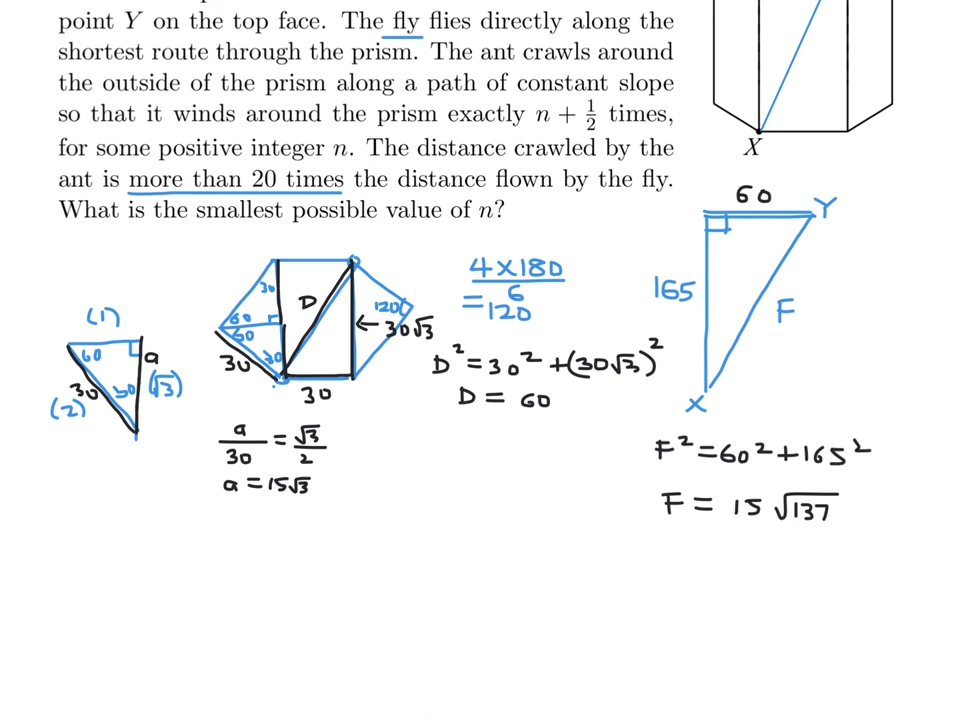 point Y on the top face. The fly flies directly along the
shortest route through the prism. The ant crawls around
the outside of the prism along a path of constant slope
so that it winds around the prism exactly n + 1/2 times,
for some positive integer n. The distance crawled by the
ant is more than 20 times the distance flown by the fly.
What is the smallest possible value of n?
X
60
Y
165
F
X
(1)
60
a
30
30
(√3)
(2)
30
60
60
30
30
D
120
← 30√3
30
4×180
6
= 120
D² = 30² + (30√3)²
D = 60
a/30 = √3/2
a = 15√3
F² = 60² + 165²
F = 15 √137